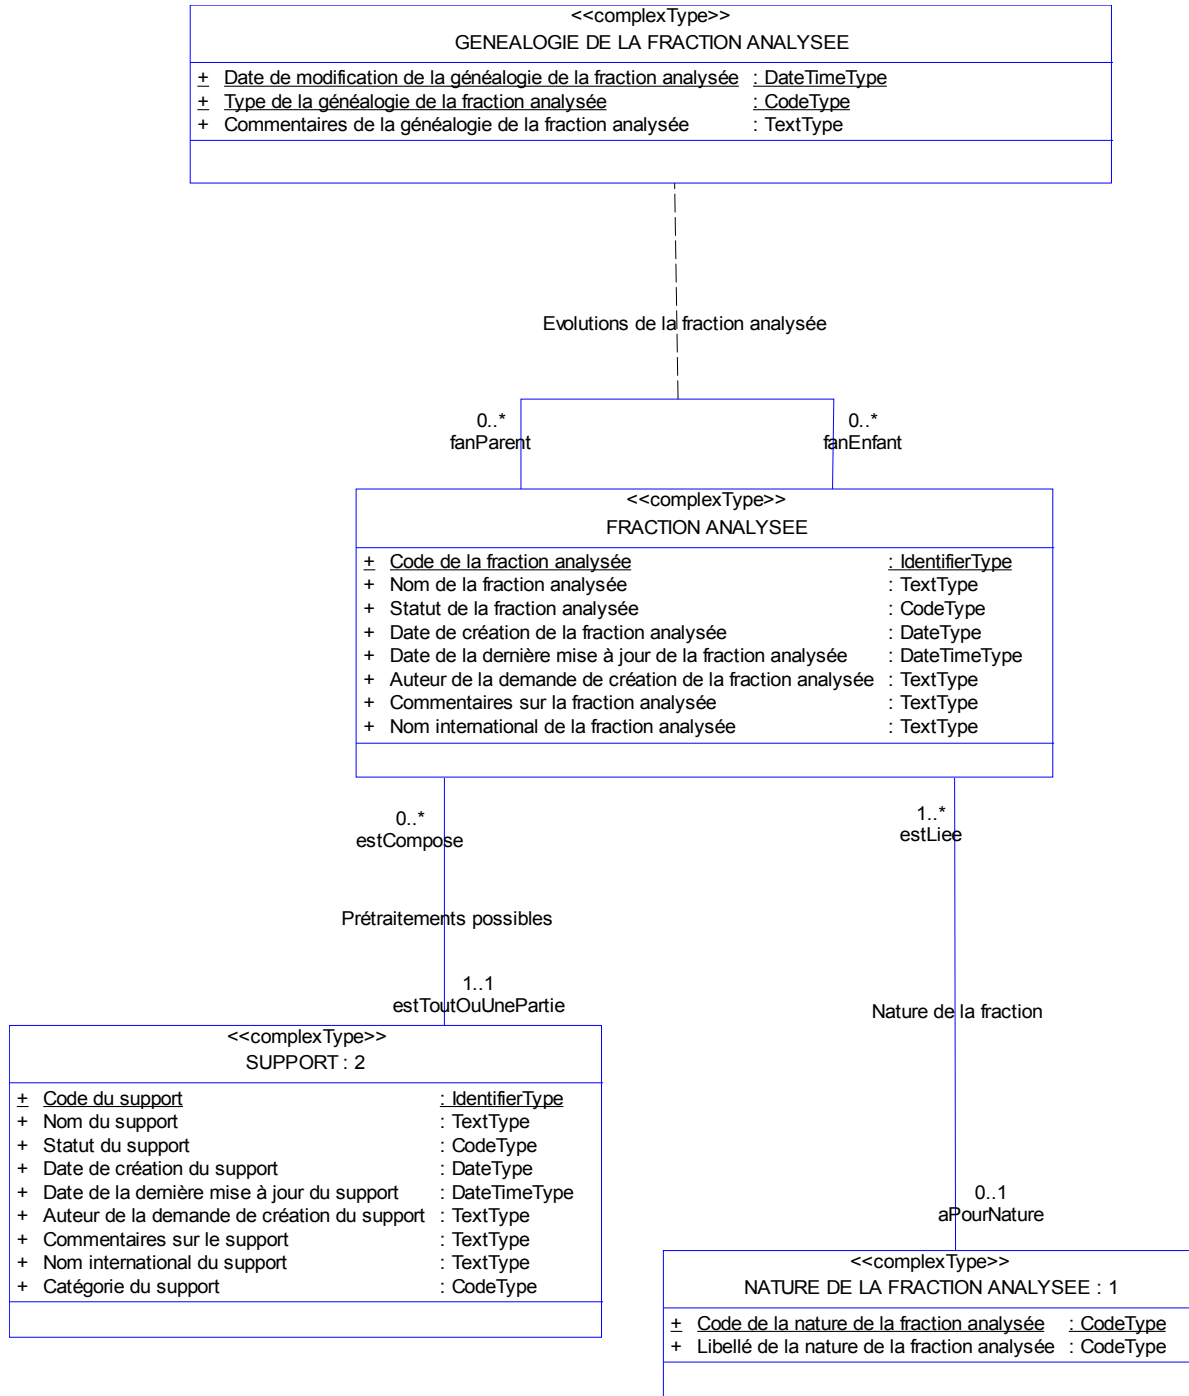 <<complexType>>
GENEALOGIE DE LA FRACTION ANALYSEE
+ Date de modification de la généalogie de la fraction analysée : DateTimeType
+ Type de la généalogie de la fraction analysée : CodeType
+ Commentaires de la généalogie de la fraction analysée : TextType
Evolutions de la fraction analysée
0..* 0..*
fanParent fanEnfant
<<complexType>>
FRACTION ANALYSEE
+ Code de la fraction analysée : IdentifierType
+ Nom de la fraction analysée : TextType
+ Statut de la fraction analysée : CodeType
+ Date de création de la fraction analysée : DateType
+ Date de la dernière mise à jour de la fraction analysée : DateTimeType
+ Auteur de la demande de création de la fraction analysée : TextType
+ Commentaires sur la fraction analysée : TextType
+ Nom international de la fraction analysée : TextType
0..* 1..*
estCompose estLiee
Prétraitements possibles
1..1
estToutOuUnePartie
Nature de la fraction
<<complexType>>
SUPPORT : 2
+ Code du support : IdentifierType
+ Nom du support : TextType
+ Statut du support : CodeType
+ Date de création du support : DateType
+ Date de la dernière mise à jour du support : DateTimeType
+ Auteur de la demande de création du support : TextType
+ Commentaires sur le support : TextType
+ Nom international du support : TextType
+ Catégorie du support : CodeType
0..1
aPourNature
<<complexType>>
NATURE DE LA FRACTION ANALYSEE : 1
+ Code de la nature de la fraction analysée : CodeType
+ Libellé de la nature de la fraction analysée : CodeType